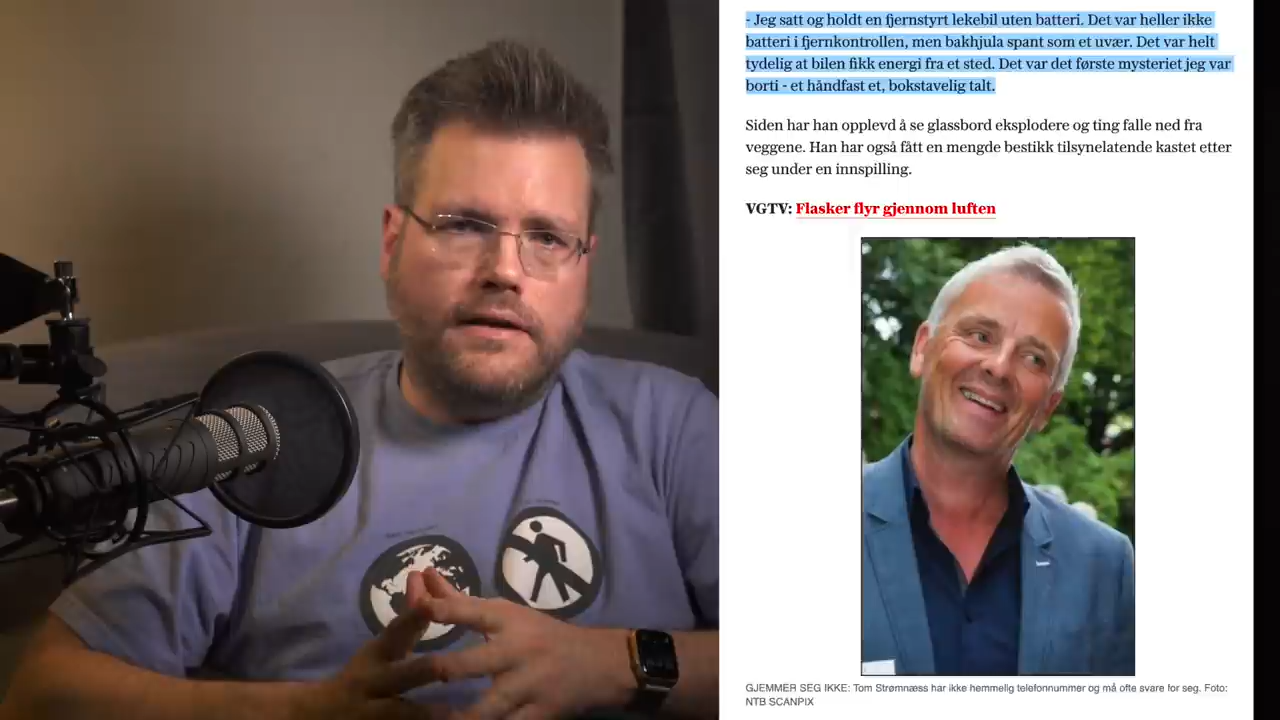 - Jeg satt og holdt en fjernstyrt lekebil uten batteri. Det var heller ikke
batteri i fjernkontrollen, men bakhjula spant som et uvær. Det var helt
tydelig at bilen fikk energi fra et sted. Det var det første mysteriet jeg var
borti - et håndfast et, bokstavelig talt.
Siden har han opplevd å se glassbord eksplodere og ting falle ned fra
veggene. Han har også fått en mengde bestikk tilsynelatende kastet etter
seg under en innspilling.
VGTV: Flasker flyr gjennom luften
GJEMMER SEG IKKE: Tom Strømnæss har ikke hemmelig telefonnummer og må ofte svare for seg. Foto:
NTB SCANPIX